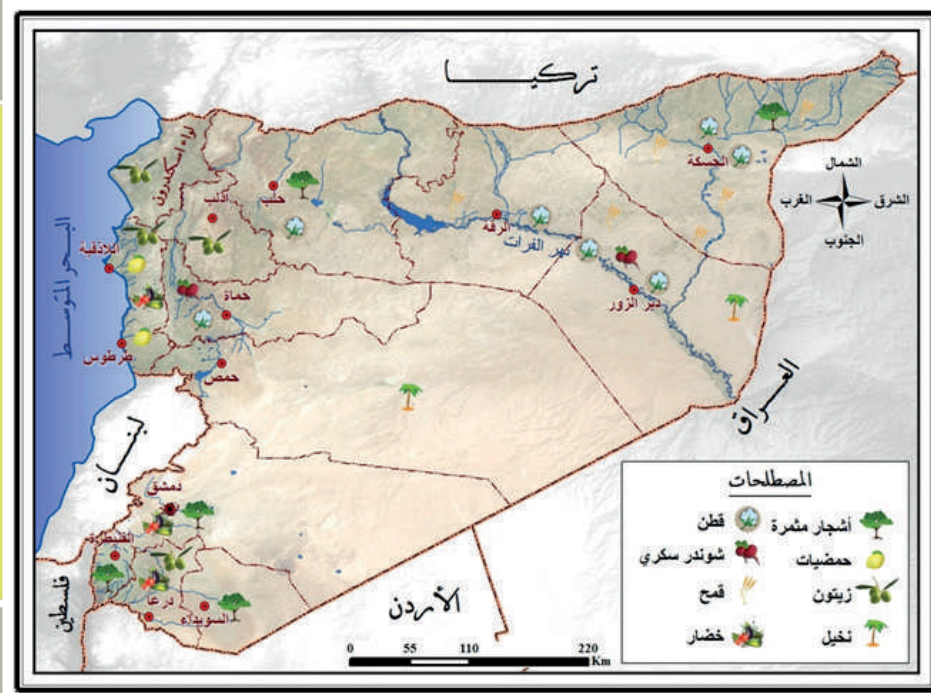 تركيا
لواء اسكندرون
البحر المتوسط
حلب
ادلب
اللاذقية
حماة
طرطوس
حمص
الرقة
نهر الفرات
دير الزور
الحسكة
الشمال
الغرب
الشرق
الجنوب
العراق
لبنان
دمشق
القنيطرة
درعا
السويداء
فلسطين
الأردن
0 55 110 220
Km
المصطلحات
أشجار مثمرة
قطن
حمضيات
شوندر سكري
زيتون
قمح
نخيل
خضار